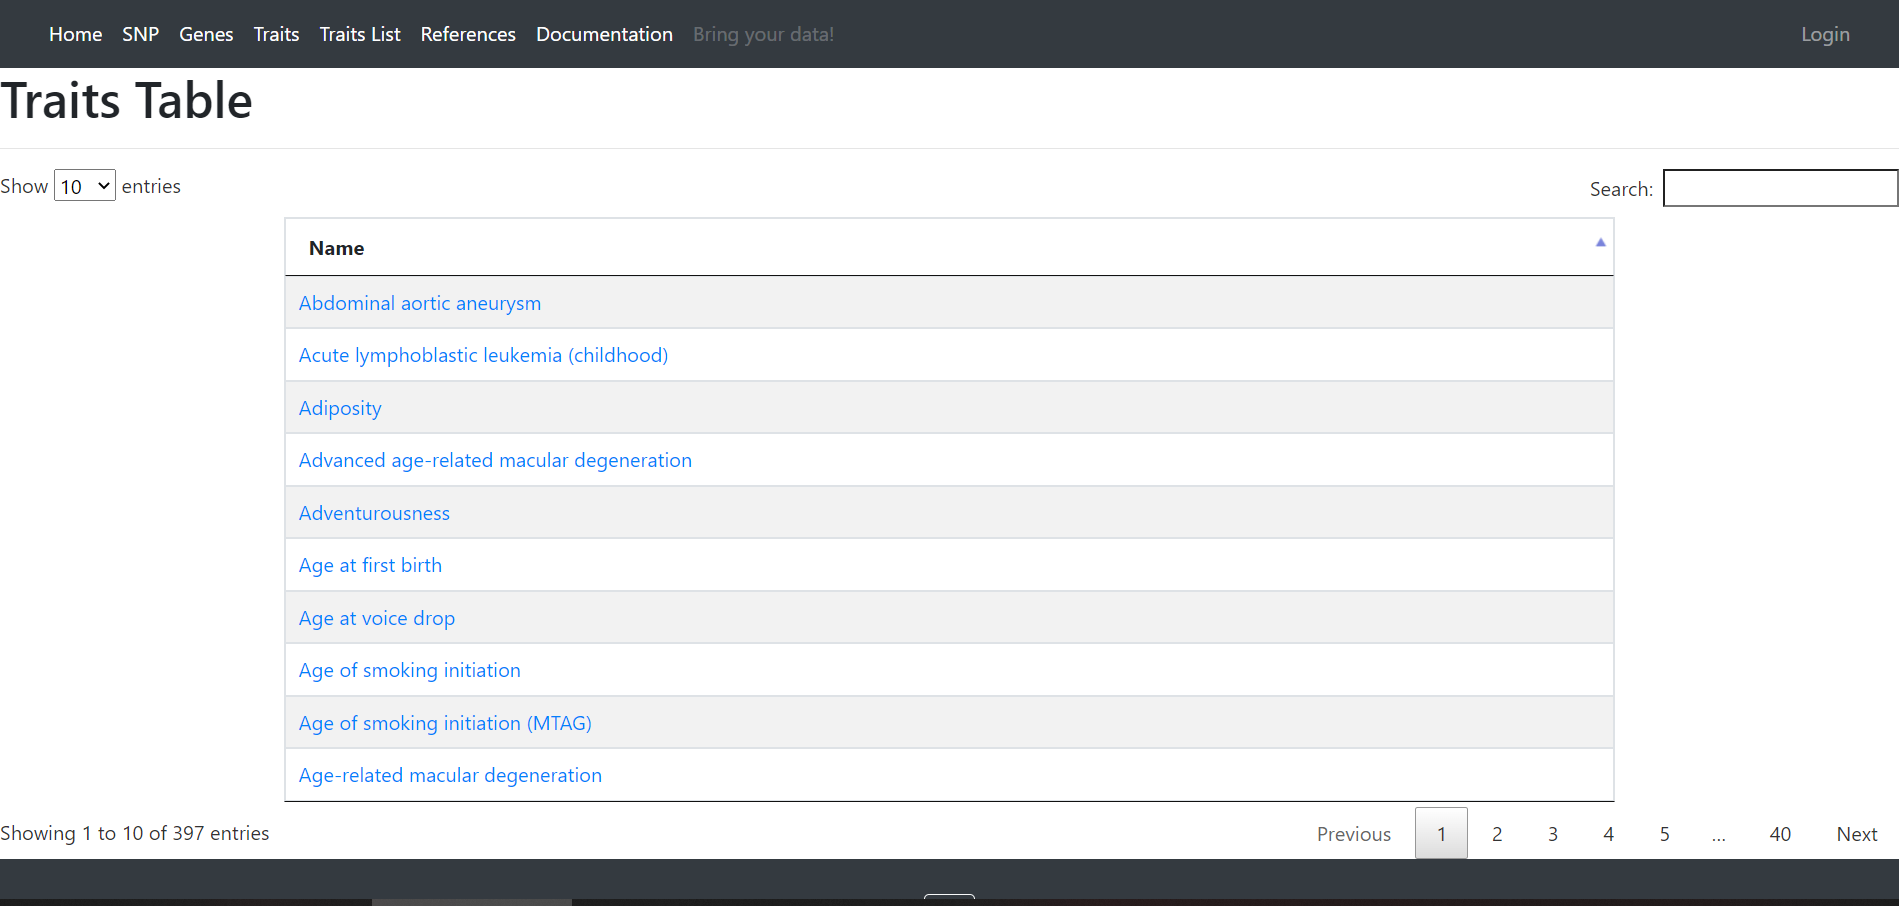 Home SNP Genes Traits Traits List References Documentation Bring your data! Login
Traits Table
Show 10 entries Search:
Name
Abdominal aortic aneurysm
Acute lymphoblastic leukemia (childhood)
Adiposity
Advanced age-related macular degeneration
Adventurousness
Age at first birth
Age at voice drop
Age of smoking initiation
Age of smoking initiation (MTAG)
Age-related macular degeneration
Showing 1 to 10 of 397 entries Previous 1 2 3 4 5 … 40 Next